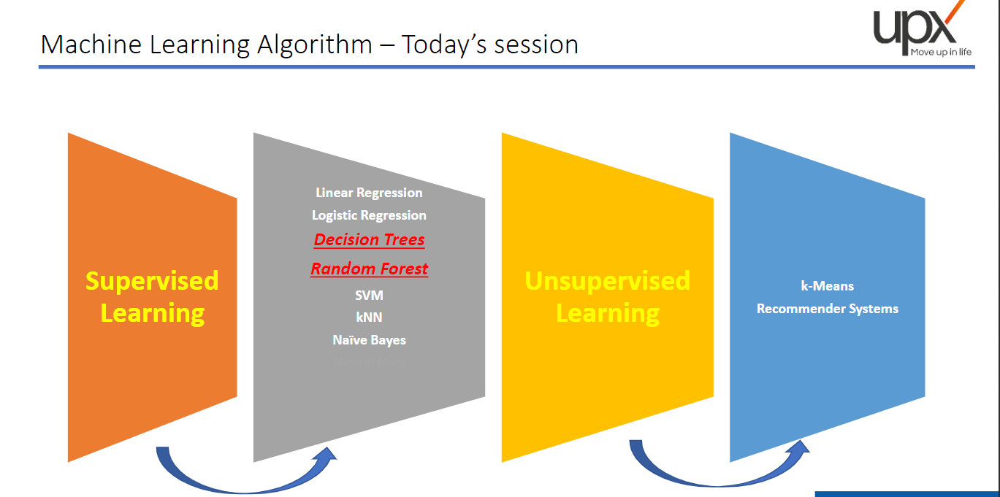 Machine Learning Algorithm – Today's session
upx
Move up in life
Supervised
Learning
Linear Regression
Logistic Regression
Decision Trees
Random Forest
SVM
kNN
Naïve Bayes
Unsupervised
Learning
k-Means
Recommender Systems